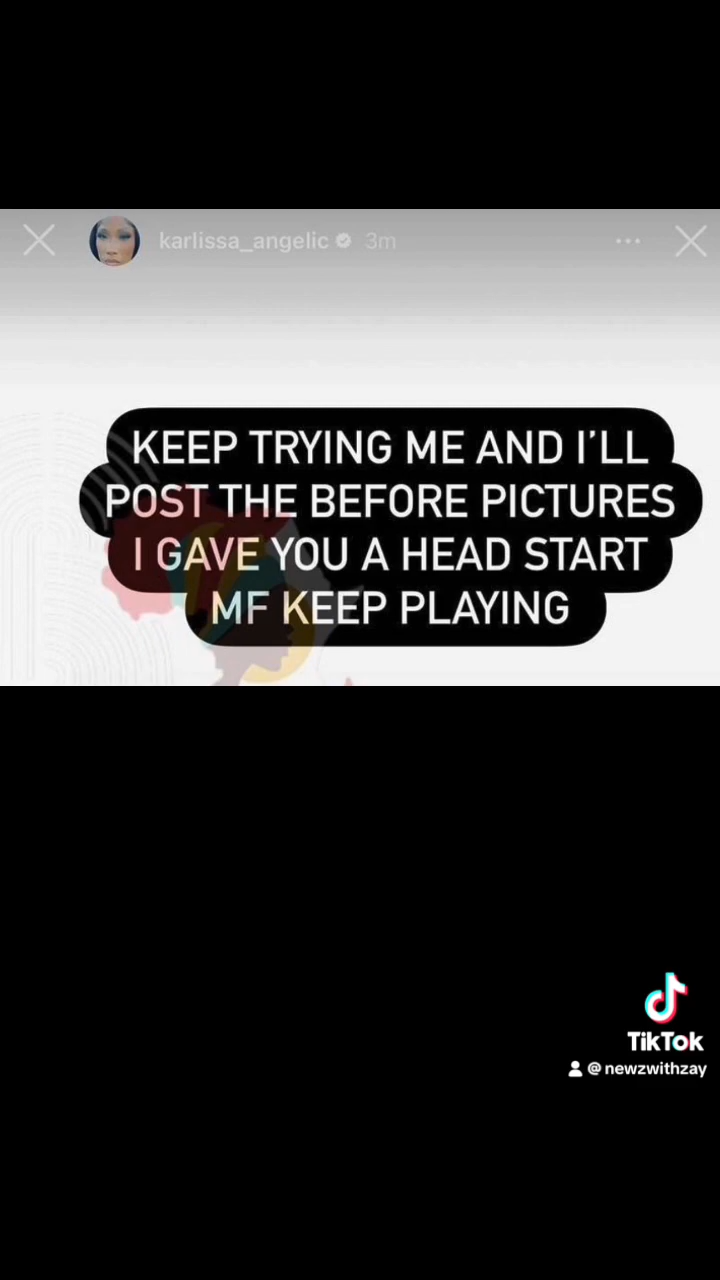 karlissa_angelic 3m
KEEP TRYING ME AND I'LL
POST THE BEFORE PICTURES
I GAVE YOU A HEAD START
MF KEEP PLAYING
TikTok
@ newzwithzay